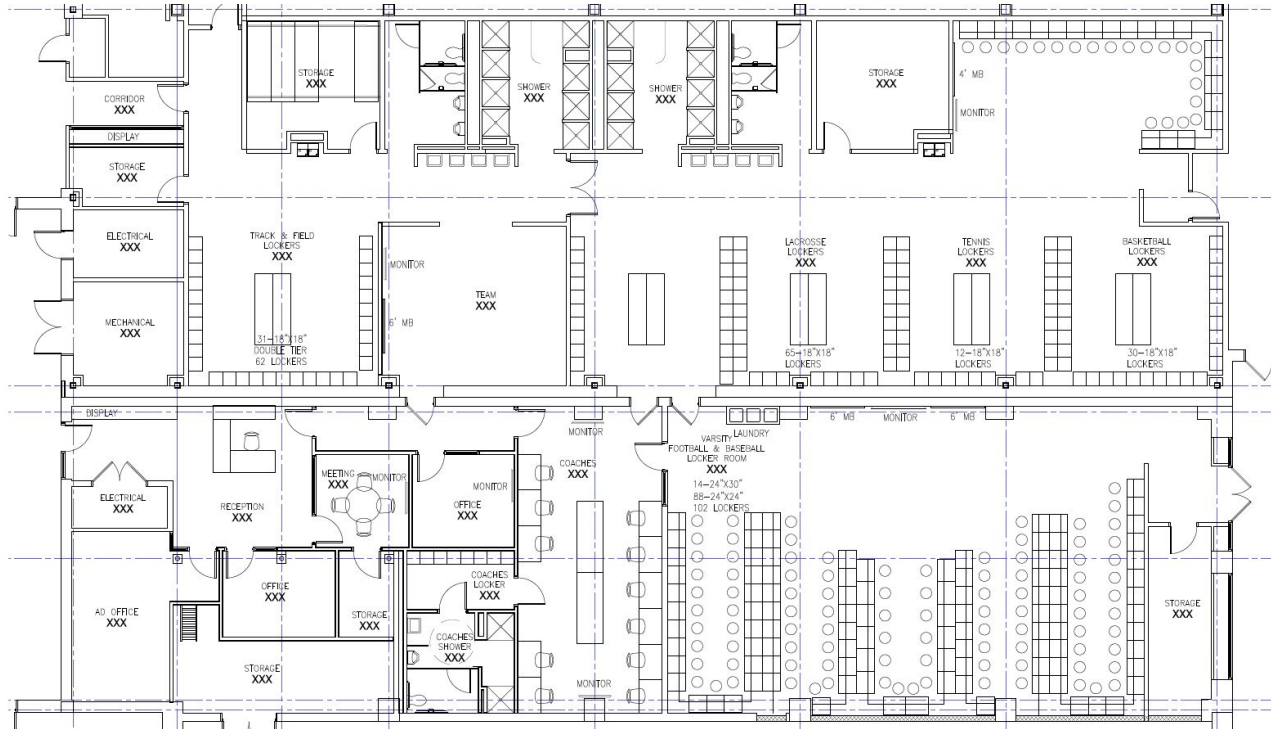 STORAGE
XXX
SHOWER
XXX
SHOWER
XXX
STORAGE
XXX
4' MB
MONITOR
CORRIDOR
XXX
DISPLAY
STORAGE
XXX
ELECTRICAL
XXX
MECHANICAL
XXX
TRACK & FIELD
LOCKERS
XXX
31-18"X18"
DOUBLE TIER
62 LOCKERS
MONITOR
6' MB
TEAM
XXX
LACROSSE
LOCKERS
XXX
65-18"X18"
LOCKERS
TENNIS
LOCKERS
XXX
12-18"X18"
LOCKERS
BASKETBALL
LOCKERS
XXX
30-18"X18"
LOCKERS
DISPLAY
ELECTRICAL
XXX
RECEPTION
XXX
MEETING
XXX
MONITOR
OFFICE
XXX
MONITOR
MONITOR
COACHES
XXX
LAUNDRY
6' MB
MONITOR
6' MB
VARSITY
FOOTBALL & BASEBALL
LOCKER ROOM
XXX
14-24"X30"
88-24"X24"
102 LOCKERS
AD OFFICE
XXX
OFFICE
XXX
STORAGE
XXX
STORAGE
XXX
COACHES
LOCKER
XXX
COACHES
SHOWER
XXX
MONITOR
STORAGE
XXX